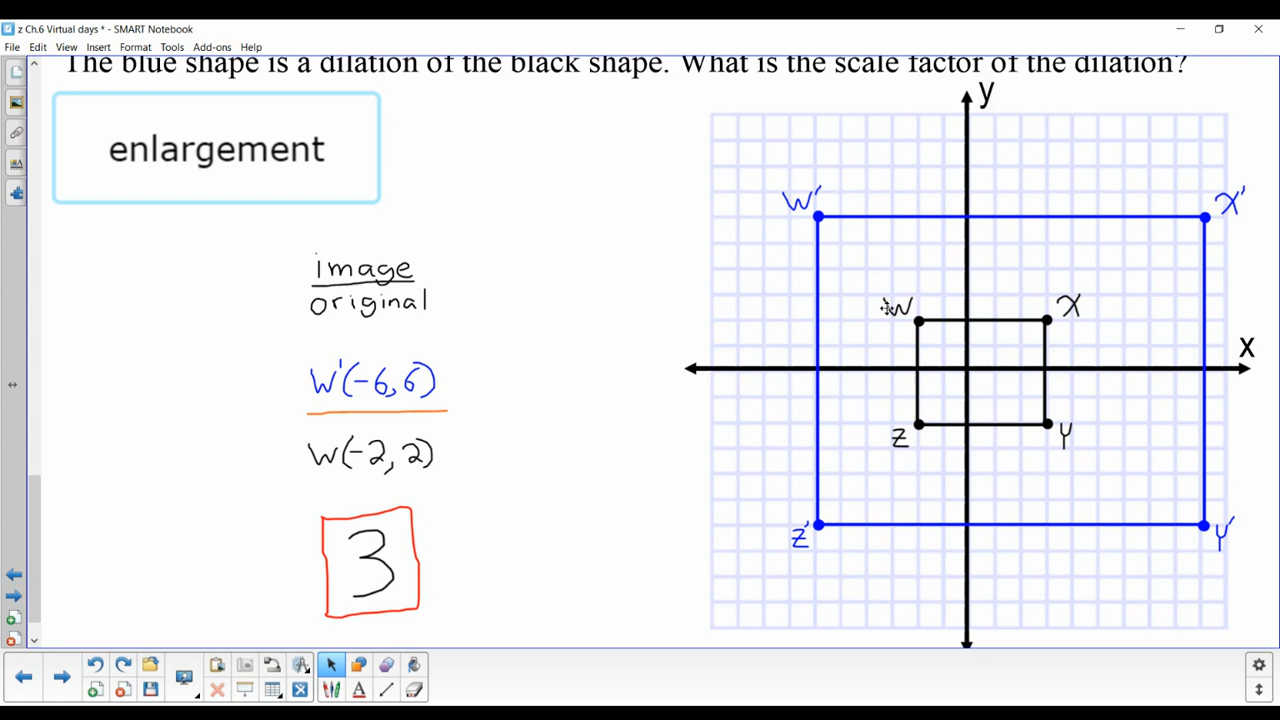 z Ch.6 Virtual days * - SMART Notebook
File Edit View Insert Format Tools Add-ons Help
The blue shape is a dilation of the black shape. What is the scale factor of the dilation?
enlargement
image
original
W'(-6,6)
W(-2,2)
3
y
x
W'
X'
W
X
Z
Y
Z'
Y'